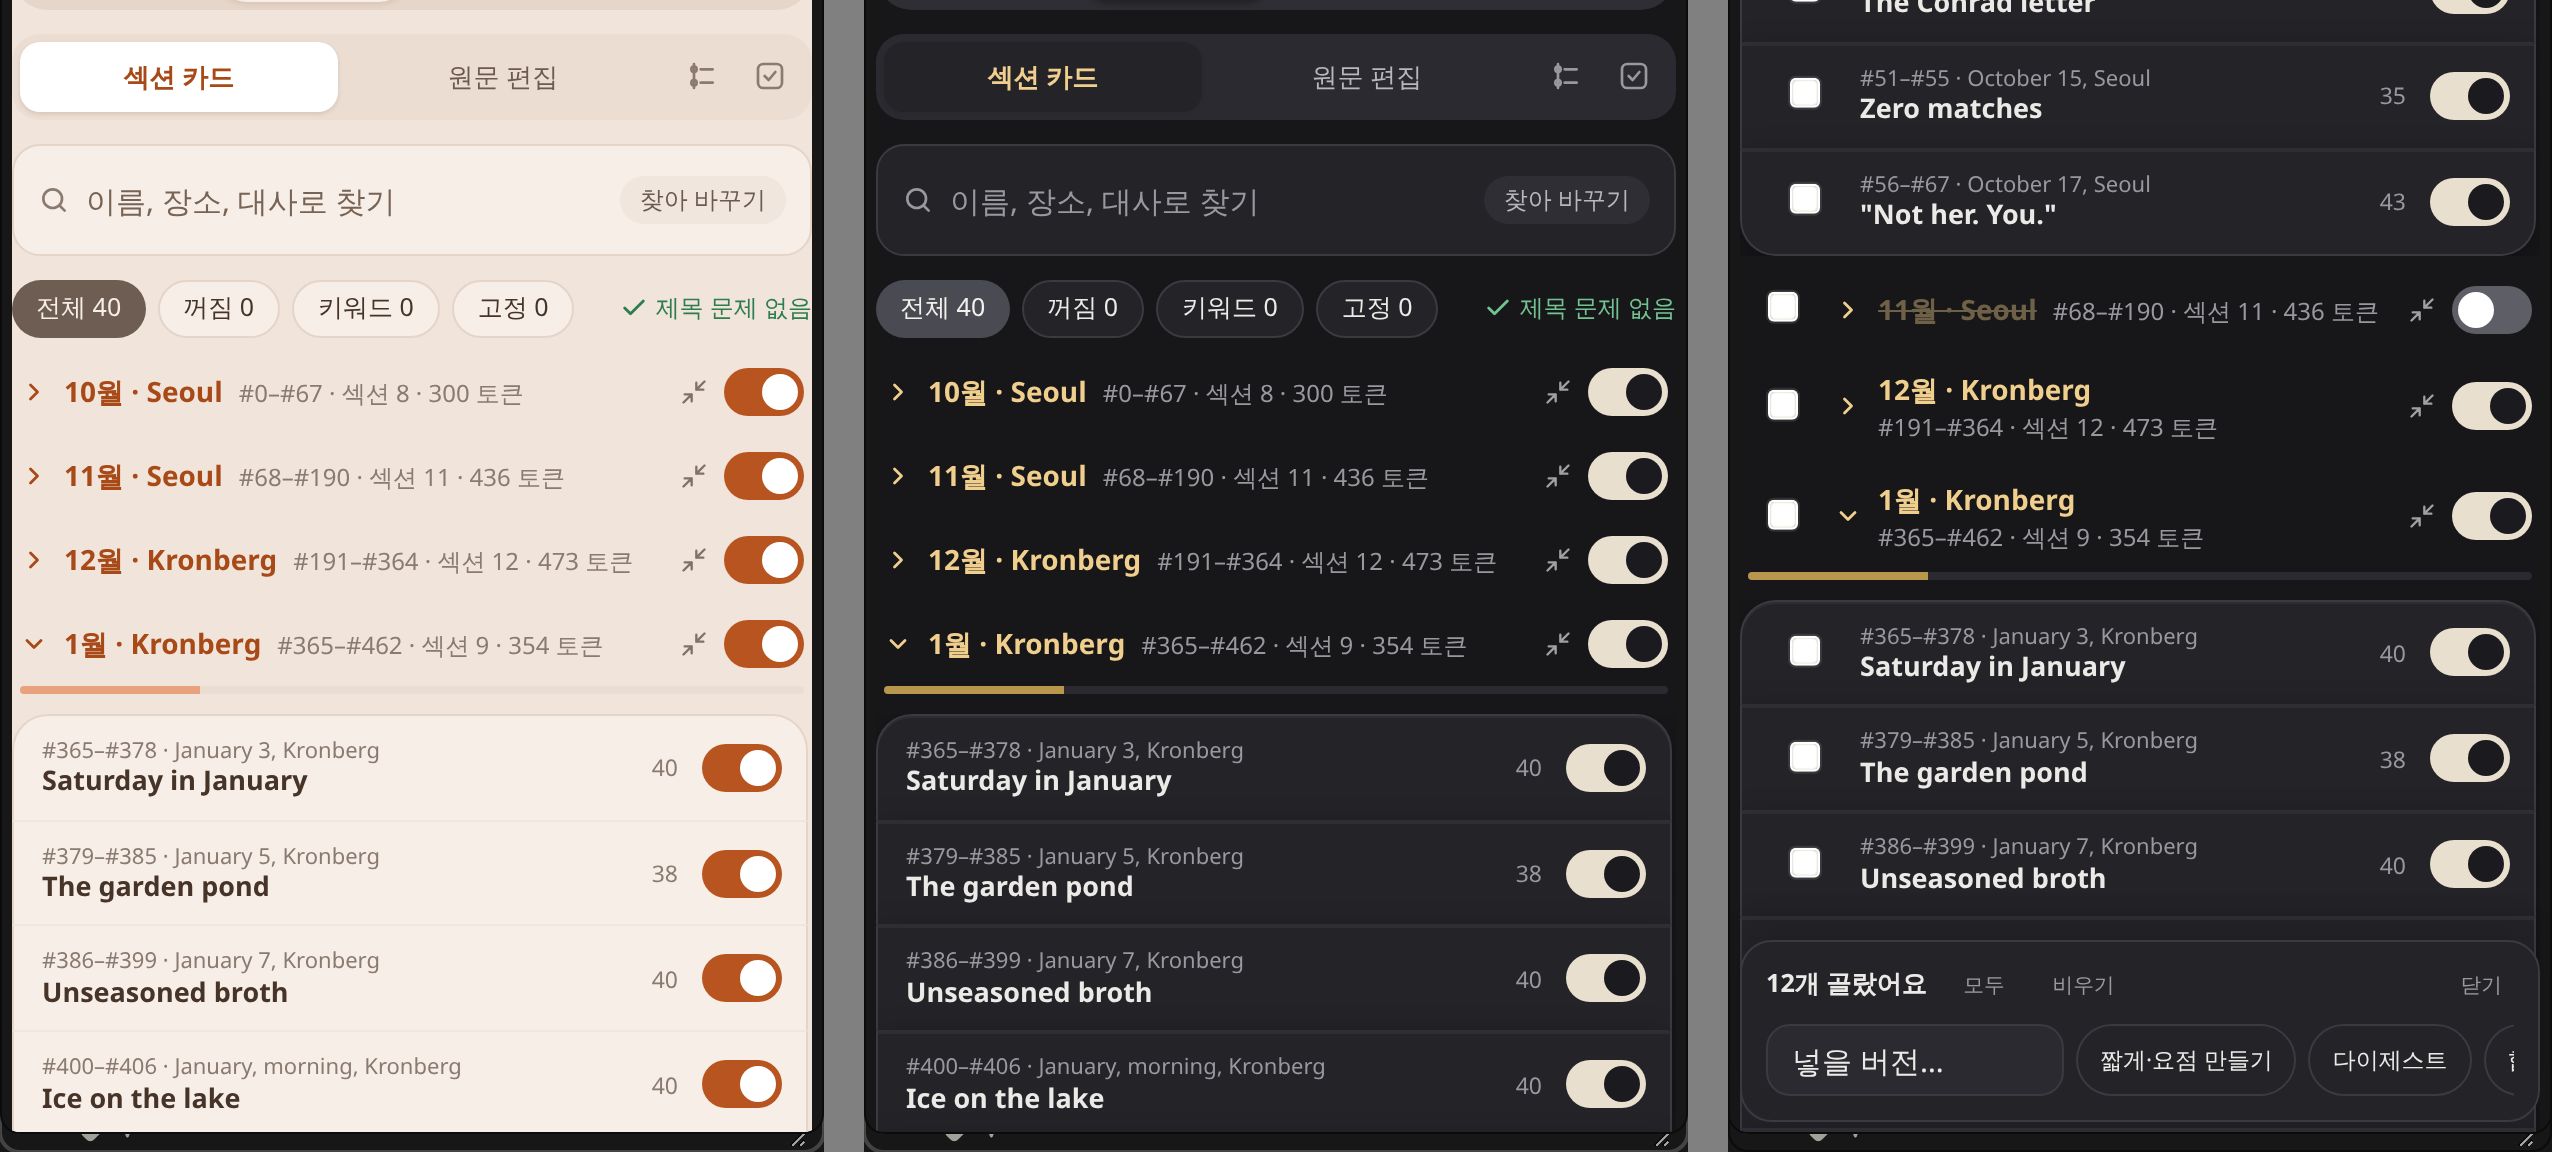 섹션 카드
원문 편집
이름, 장소, 대사로 찾기
찾아 바꾸기
전체 40
꺼짐 0
키워드 0
고정 0
제목 문제 없음
10월 · Seoul #0–#67 · 섹션 8 · 300 토큰
11월 · Seoul #68–#190 · 섹션 11 · 436 토큰
12월 · Kronberg #191–#364 · 섹션 12 · 473 토큰
1월 · Kronberg #365–#462 · 섹션 9 · 354 토큰
#365–#378 · January 3, Kronberg
Saturday in January
40
#379–#385 · January 5, Kronberg
The garden pond
38
#386–#399 · January 7, Kronberg
Unseasoned broth
40
#400–#406 · January, morning, Kronberg
Ice on the lake
40
섹션 카드
원문 편집
이름, 장소, 대사로 찾기
찾아 바꾸기
전체 40
꺼짐 0
키워드 0
고정 0
제목 문제 없음
10월 · Seoul #0–#67 · 섹션 8 · 300 토큰
11월 · Seoul #68–#190 · 섹션 11 · 436 토큰
12월 · Kronberg #191–#364 · 섹션 12 · 473 토큰
1월 · Kronberg #365–#462 · 섹션 9 · 354 토큰
#365–#378 · January 3, Kronberg
Saturday in January
40
#379–#385 · January 5, Kronberg
The garden pond
38
#386–#399 · January 7, Kronberg
Unseasoned broth
40
#400–#406 · January, morning, Kronberg
Ice on the lake
40
The Conrad letter
#51–#55 · October 15, Seoul
Zero matches
35
#56–#67 · October 17, Seoul
"Not her. You."
43
11월 · Seoul #68–#190 · 섹션 11 · 436 토큰
12월 · Kronberg
#191–#364 · 섹션 12 · 473 토큰
1월 · Kronberg
#365–#462 · 섹션 9 · 354 토큰
#365–#378 · January 3, Kronberg
Saturday in January
40
#379–#385 · January 5, Kronberg
The garden pond
38
#386–#399 · January 7, Kronberg
Unseasoned broth
40
12개 골랐어요
모두
비우기
닫기
넣을 버전...
짧게·요점 만들기
다이제스트